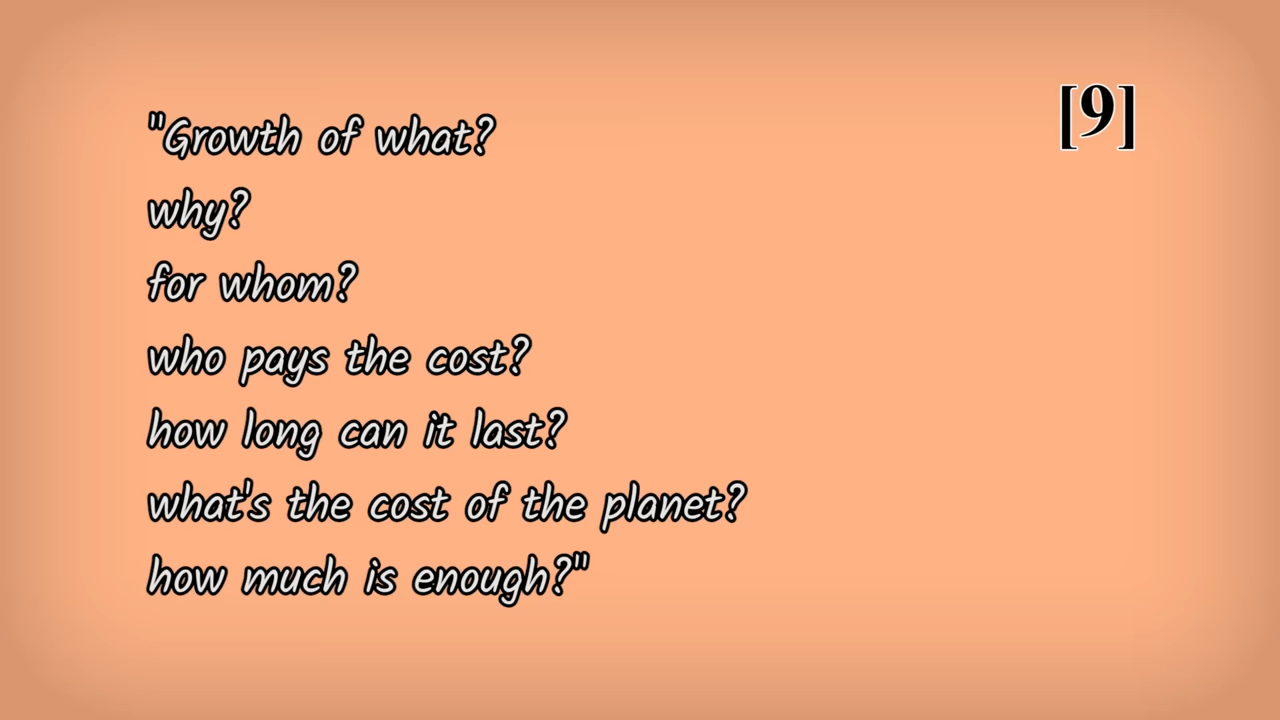 "Growth of what?
why?
for whom?
who pays the cost?
how long can it last?
what's the cost of the planet?
how much is enough?"
[9]